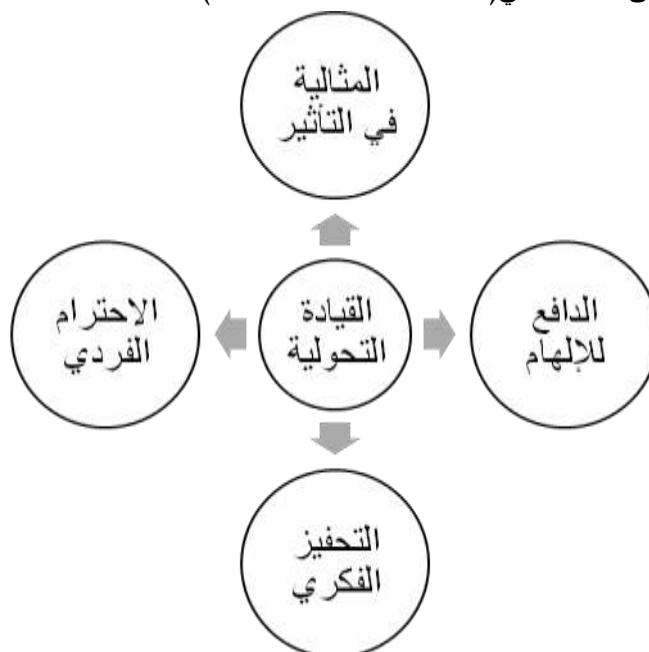 المثالية
في التأثير
الاحترام
الفردي
القيادة
التحولية
الدافع
للإلهام
التحفيز
الفكري